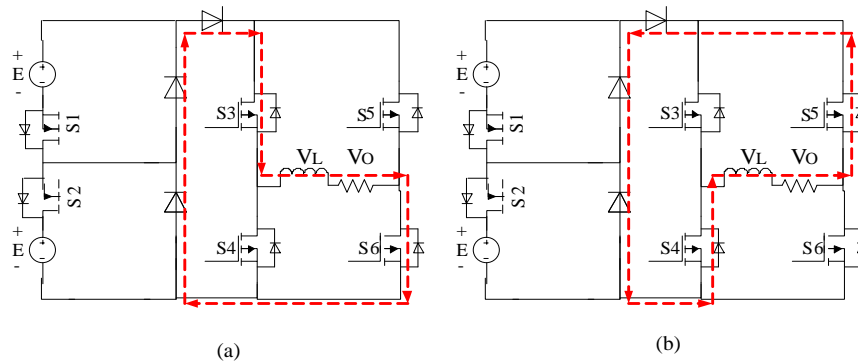 +
E
-
S1
S2
+
E
-
S3
S5
VL
VO
S4
S6
(a)
+
E
-
S1
S2
+
E
-
S3
S5
VL
VO
S4
S6
(b)